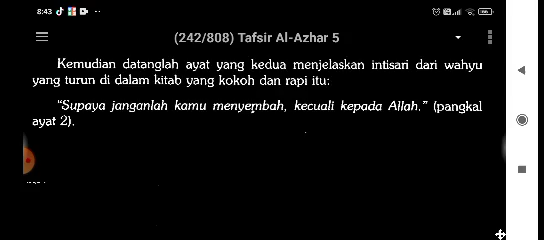 8:43
(242/808) Tafsir Al-Azhar 5
Kemudian datanglah ayat yang kedua menjelaskan intisari dari wahyu
yang turun di dalam kitab yang kokoh dan rapi itu:
"Supaya janganlah kamu menyembah, kecuali kepada Allah." (pangkal
ayat 2).